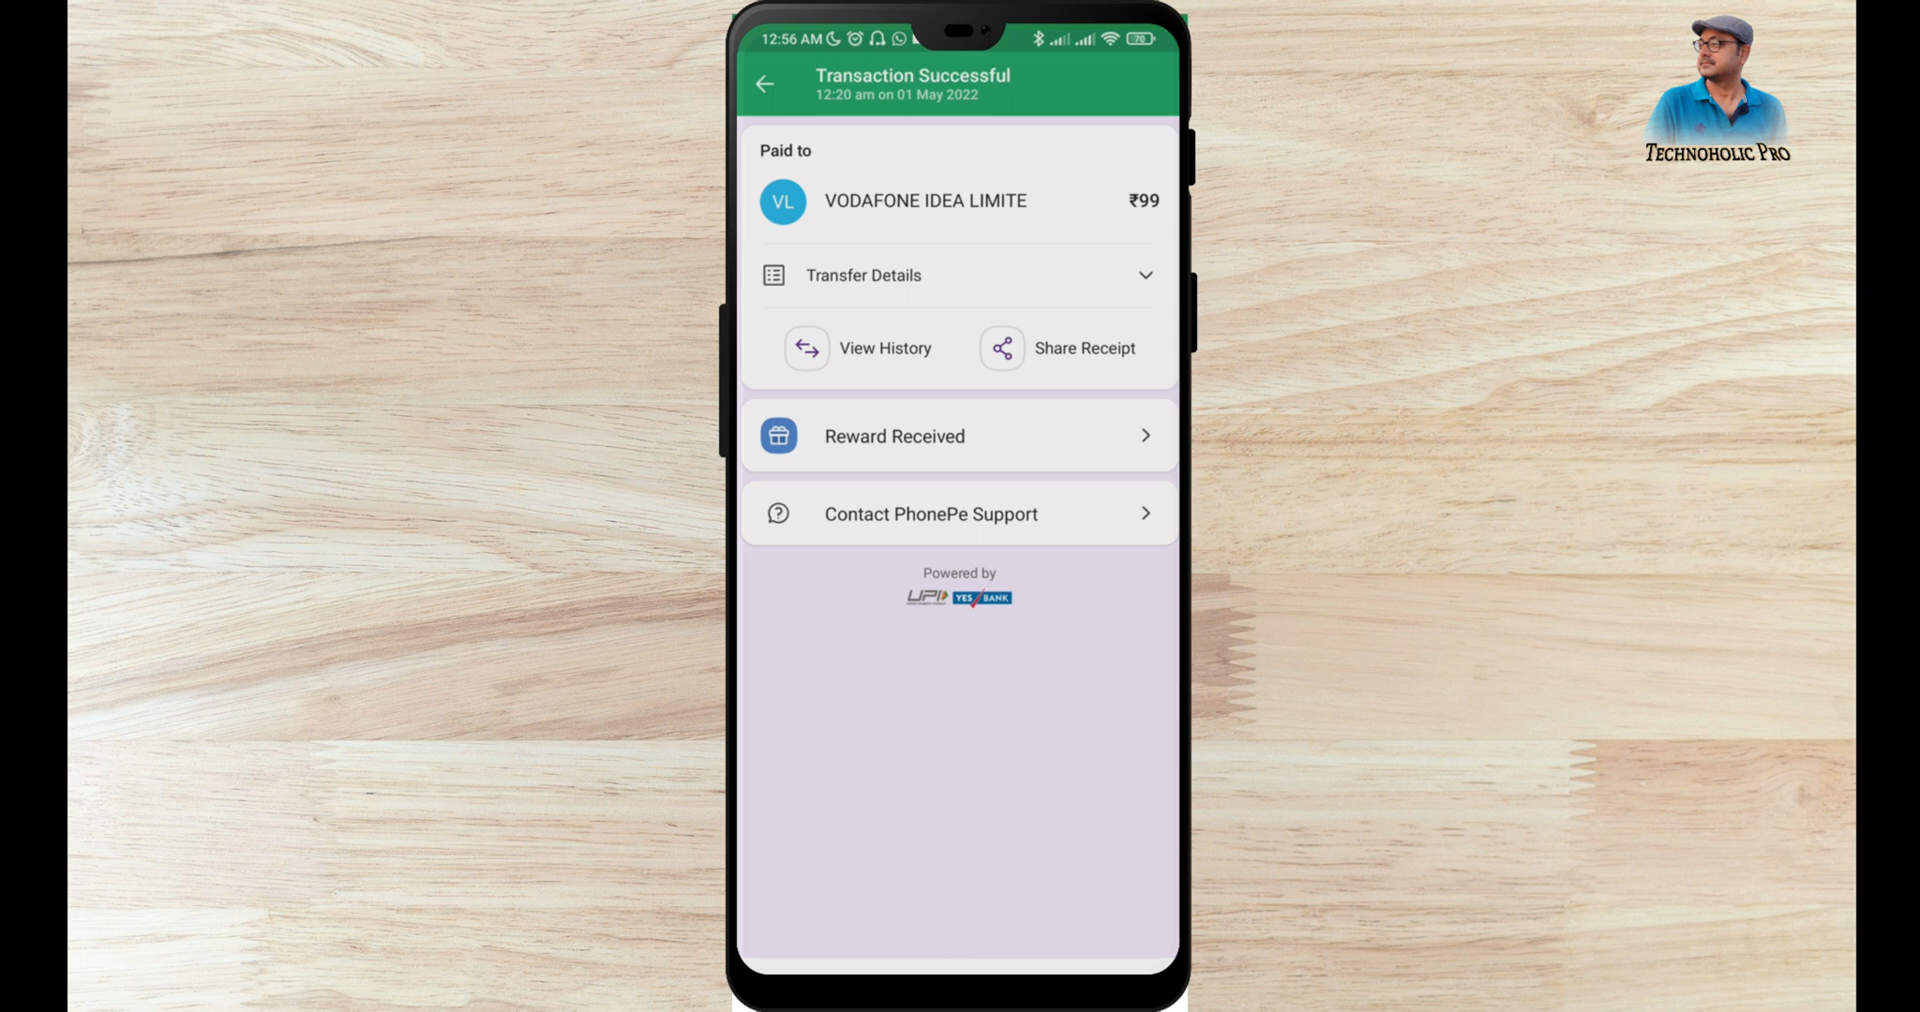 12:56 AM
70
Transaction Successful
12:20 am on 01 May 2022
Paid to
VL
VODAFONE IDEA LIMITE
₹99
Transfer Details
View History
Share Receipt
Reward Received
Contact PhonePe Support
Powered by
UPI
YES BANK
TECHNOHOLIC PRO